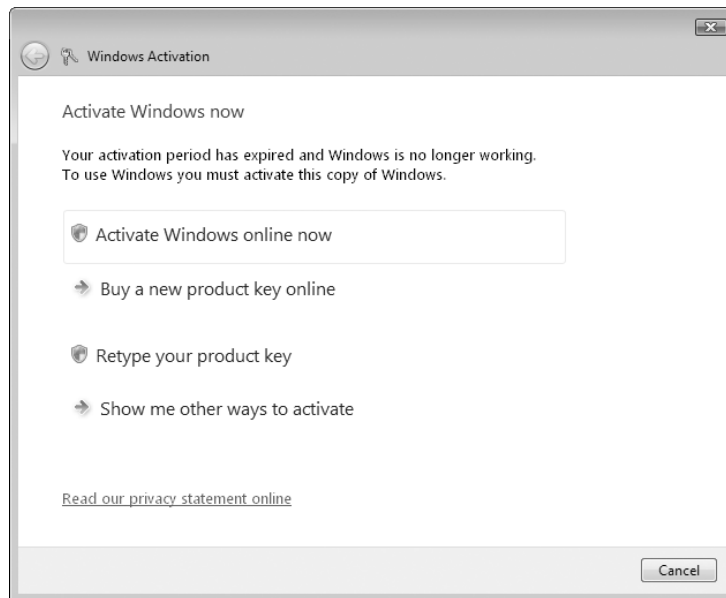 Windows Activation
Activate Windows now
Your activation period has expired and Windows is no longer working.
To use Windows you must activate this copy of Windows.
Activate Windows online now
Buy a new product key online
Retype your product key
Show me other ways to activate
Read our privacy statement online
Cancel